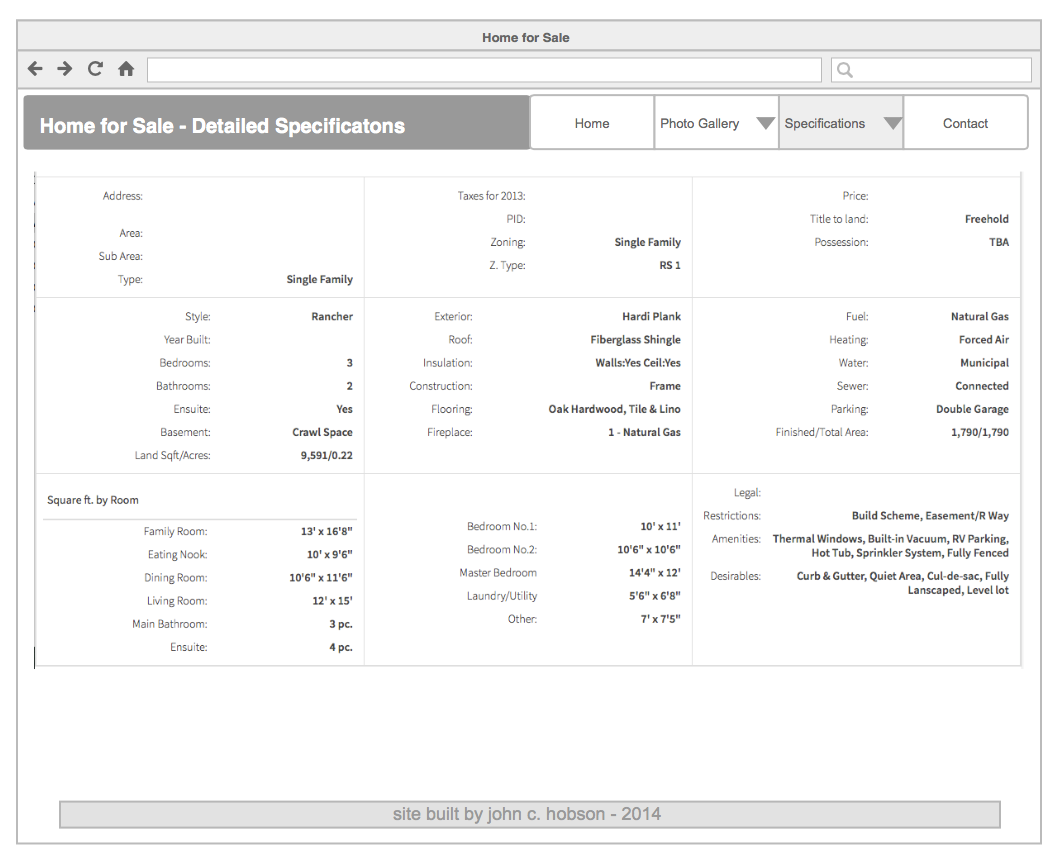 Home for Sale
Home for Sale - Detailed Specificatons
Home
Photo Gallery
Specifications
Contact
Address:
Area:
Sub Area:
Type: Single Family
Taxes for 2013:
PID:
Zoning: Single Family
Z. Type: RS 1
Price:
Title to land: Freehold
Possession: TBA
Style: Rancher
Year Built:
Bedrooms: 3
Bathrooms: 2
Ensuite: Yes
Basement: Crawl Space
Land Sqft/Acres: 9,591/0.22
Exterior: Hardi Plank
Roof: Fiberglass Shingle
Insulation: Walls:Yes Ceil:Yes
Construction: Frame
Flooring: Oak Hardwood, Tile & Lino
Fireplace: 1 - Natural Gas
Fuel: Natural Gas
Heating: Forced Air
Water: Municipal
Sewer: Connected
Parking: Double Garage
Finished/Total Area: 1,790/1,790
Square ft. by Room
Family Room: 13' x 16'8"
Eating Nook: 10' x 9'6"
Dining Room: 10'6" x 11'6"
Living Room: 12' x 15'
Main Bathroom: 3 pc.
Ensuite: 4 pc.
Bedroom No.1: 10' x 11'
Bedroom No.2: 10'6" x 10'6"
Master Bedroom 14'4" x 12'
Laundry/Utility 5'6" x 6'8"
Other: 7' x 7'5"
Legal:
Restrictions: Build Scheme, Easement/R Way
Amenities: Thermal Windows, Built-in Vacuum, RV Parking,
Hot Tub, Sprinkler System, Fully Fenced
Desirables: Curb & Gutter, Quiet Area, Cul-de-sac, Fully
Lanscaped, Level lot
site built by john c. hobson - 2014